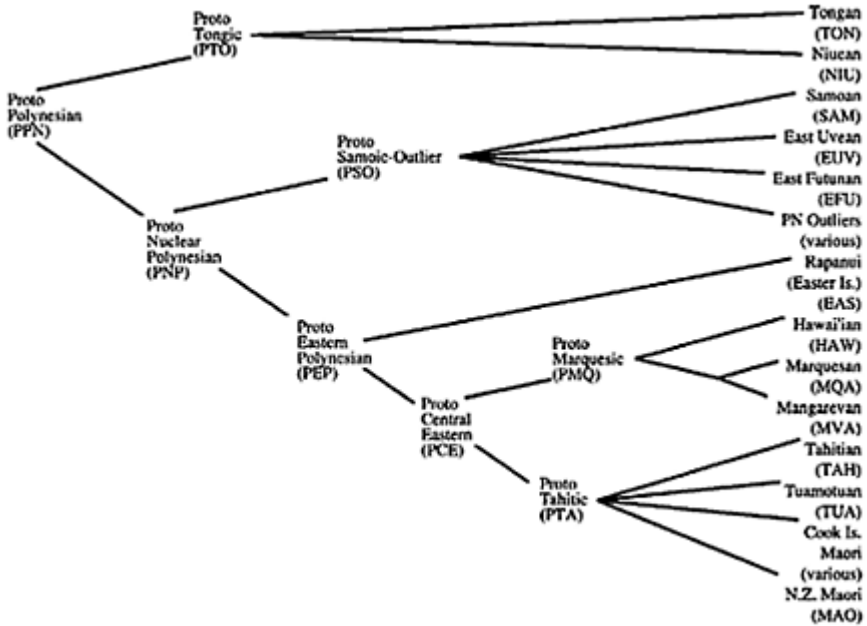 Proto
Tongic
(PTO)
Tongan
(TON)
Niuean
(NIU)
Proto
Polynesian
(PPN)
Samoan
(SAM)
Proto
Samoic-Outlier
(PSO)
East Uvean
(EUV)
East Futunan
(EFU)
PN Outliers
(various)
Proto
Nuclear
Polynesian
(PNP)
Rapanui
(Easter Is.)
(EAS)
Proto
Eastern
Polynesian
(PEP)
Hawai'ian
(HAW)
Proto
Marquesic
(PMQ)
Marquesan
(MQA)
Mangarevan
(MVA)
Proto
Central
Eastern
(PCE)
Tahitian
(TAH)
Proto
Tahitic
(PTA)
Tuamotuan
(TUA)
Cook Is.
Maori
(various)
N.Z. Maori
(MAO)